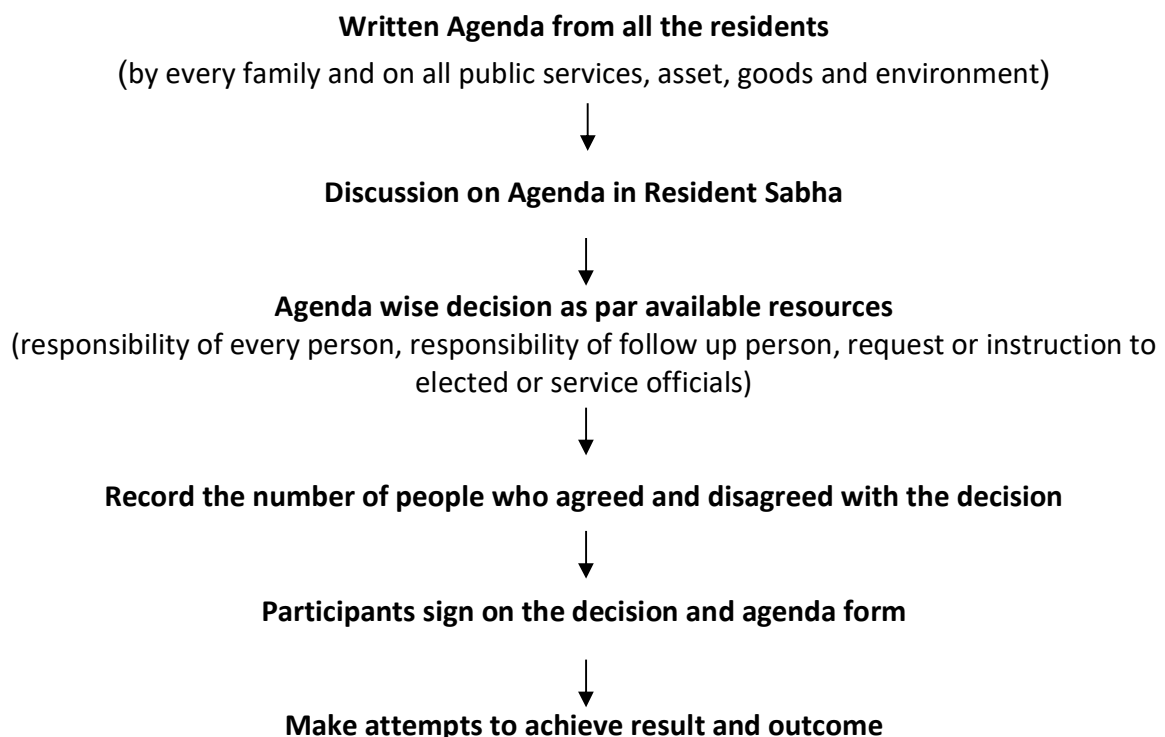 Written Agenda from all the residents
(by every family and on all public services, asset, goods and environment)
Discussion on Agenda in Resident Sabha
Agenda wise decision as par available resources
(responsibility of every person, responsibility of follow up person, request or instruction to
elected or service officials)
Record the number of people who agreed and disagreed with the decision
Participants sign on the decision and agenda form
Make attempts to achieve result and outcome